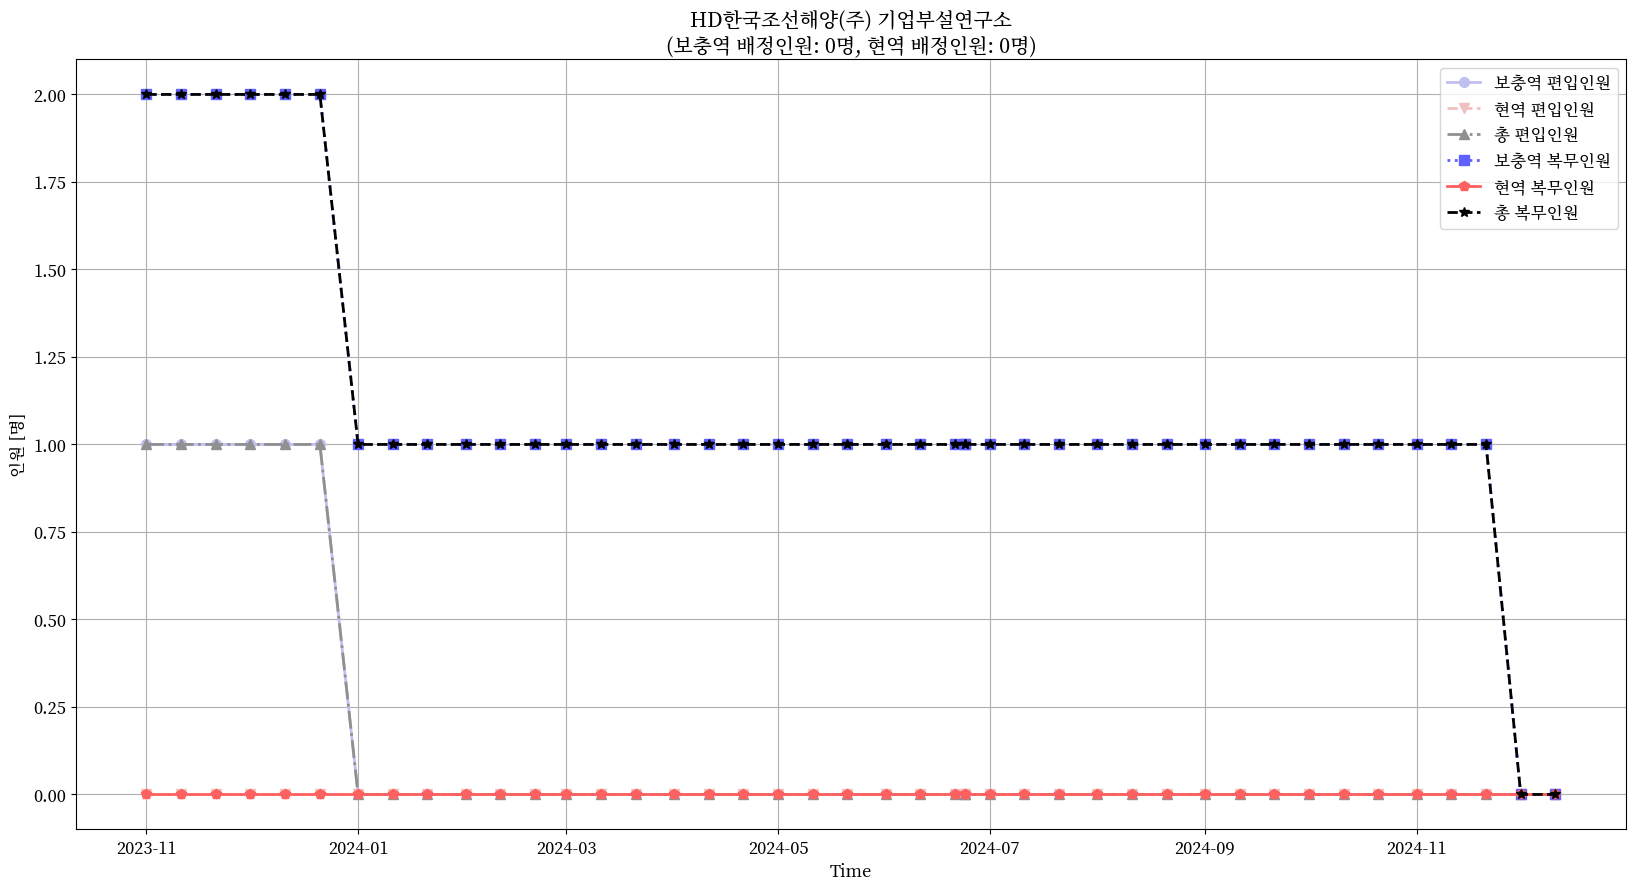 HD한국조선해양(주) 기업부설연구소
(보충역 배정인원: 0명, 현역 배정인원: 0명)
보충역 편입인원
현역 편입인원
총 편입인원
보충역 복무인원
현역 복무인원
총 복무인원
인원 [명]
2.00
1.75
1.50
1.25
1.00
0.75
0.50
0.25
0.00
2023-11
2024-01
2024-03
2024-05
2024-07
2024-09
2024-11
Time